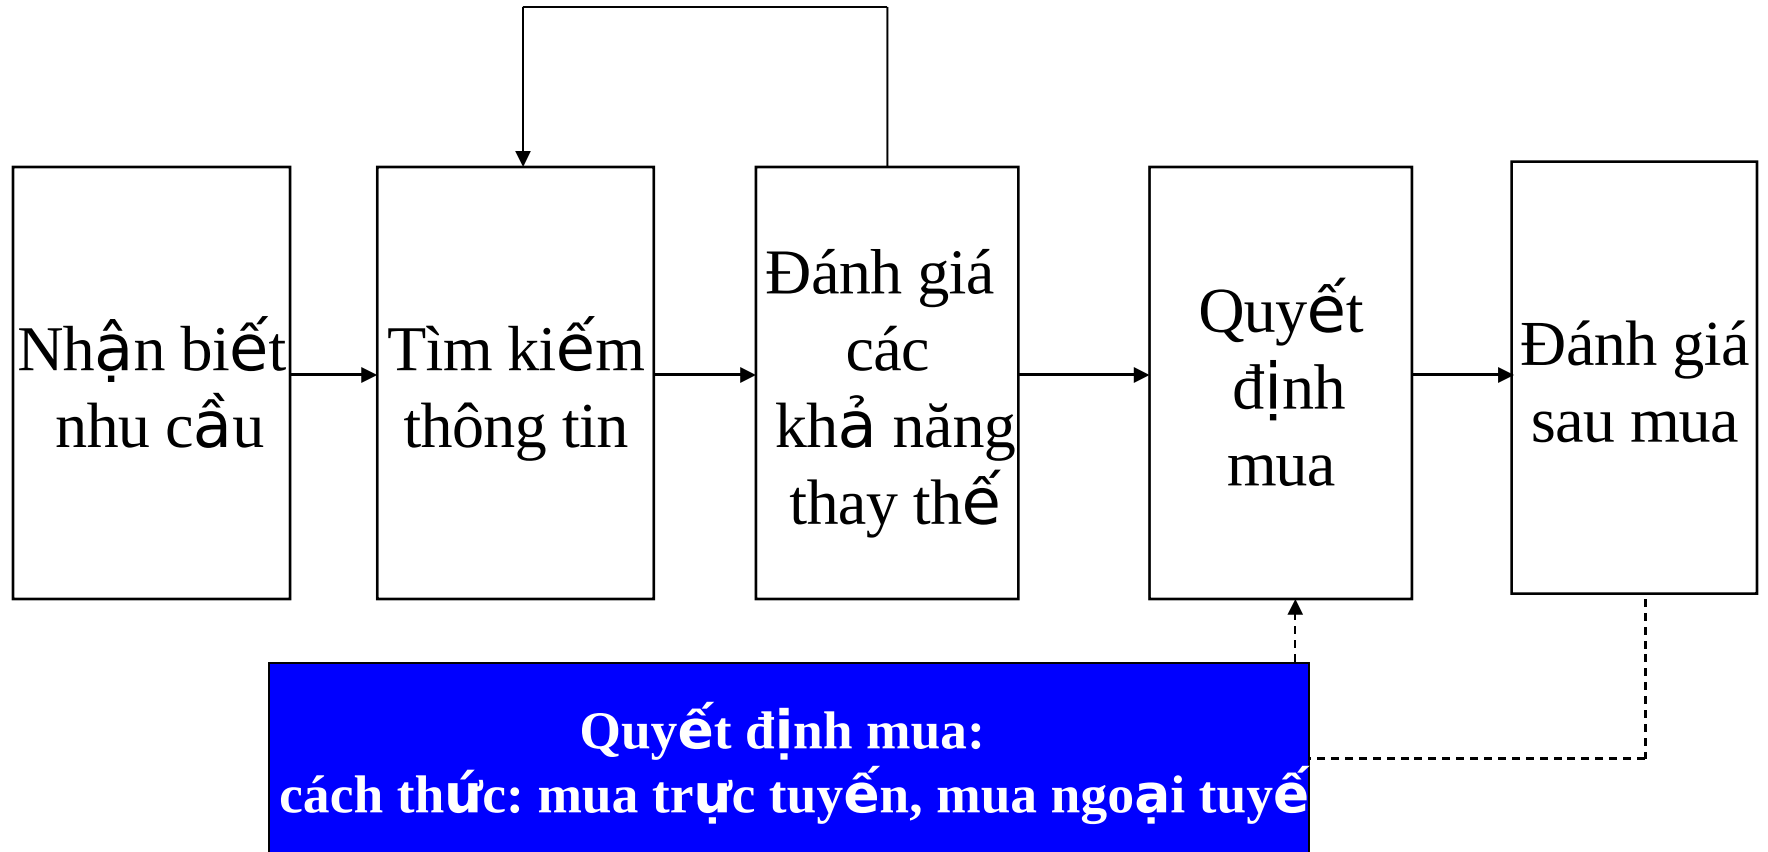 Nhận biết
nhu cầu
Tìm kiếm
thông tin
Đánh giá
các
khả năng
thay thế
Quyết
định
mua
Đánh giá
sau mua
Quyết định mua:
cách thức: mua trực tuyến, mua ngoại tuyế